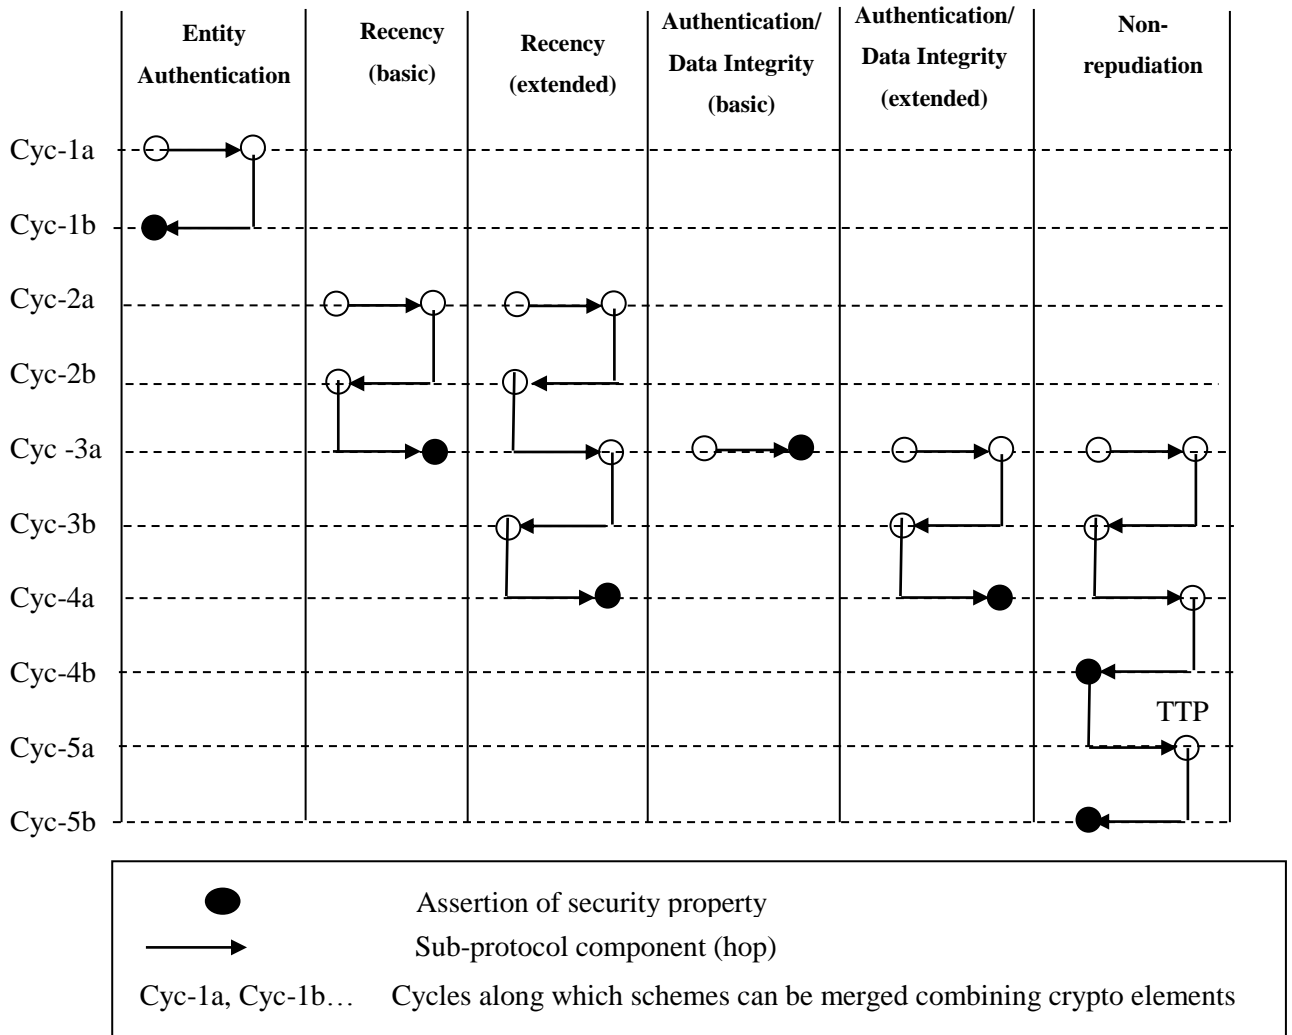 Entity
Authentication
Recency
(basic)
Recency
(extended)
Authentication/
Data Integrity
(basic)
Authentication/
Data Integrity
(extended)
Non-
repudiation
Cyc-1a
Cyc-1b
Cyc-2a
Cyc-2b
Cyc -3a
Cyc-3b
Cyc-4a
Cyc-4b
TTP
Cyc-5a
Cyc-5b
Assertion of security property
Sub-protocol component (hop)
Cyc-1a, Cyc-1b… Cycles along which schemes can be merged combining crypto elements